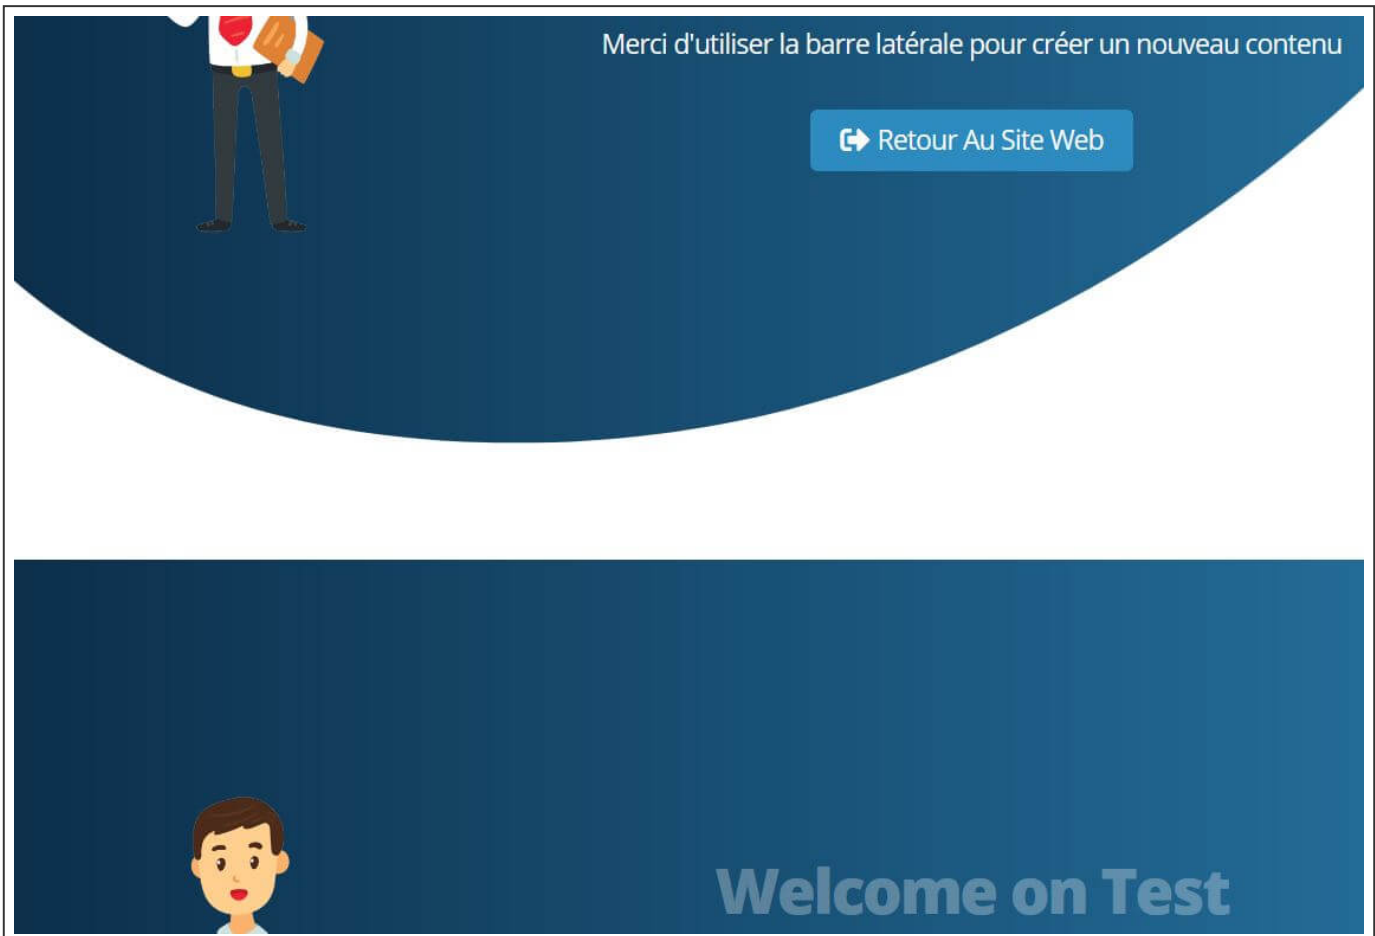 Merci d'utiliser la barre latérale pour créer un nouveau contenu
Retour Au Site Web
Welcome on Test